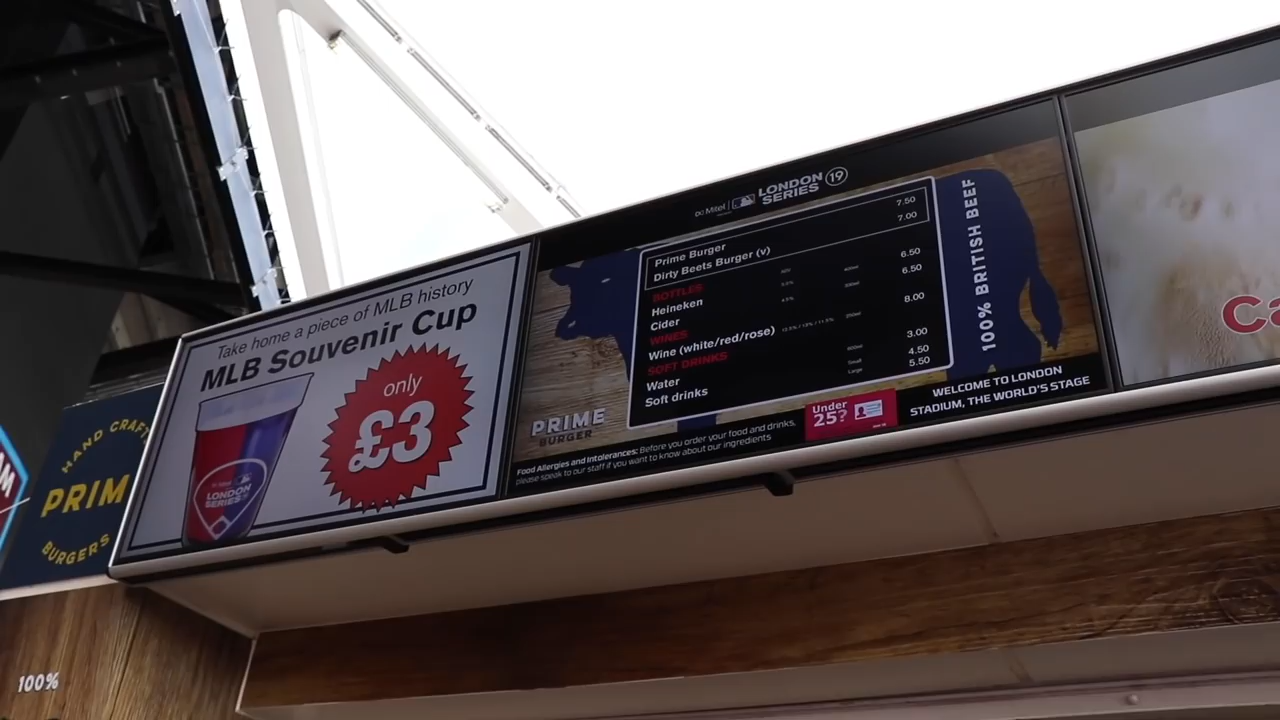 Take home a piece of MLB history
MLB Souvenir Cup
only
£3
LONDON
SERIES
HAND CRAF
PRIM
BURGERS
100%
Mitel
LONDON
SERIES 19
Prime Burger 7.50
Dirty Beets Burger (v) 7.00
BOTTLES
Heineken 6.50
Cider 6.50
WINES
Wine (white/red/rose) 8.00
SOFT DRINKS
Water 3.00
Soft drinks Small 4.50
Large 5.50
100% BRITISH BEEF
PRIME
BURGER
Food Allergies and Intolerances: Before you order your food and drinks,
please speak to our staff if you want to know about our ingredients
Under
25?
WELCOME TO LONDON
STADIUM, THE WORLD'S STAGE
Ca